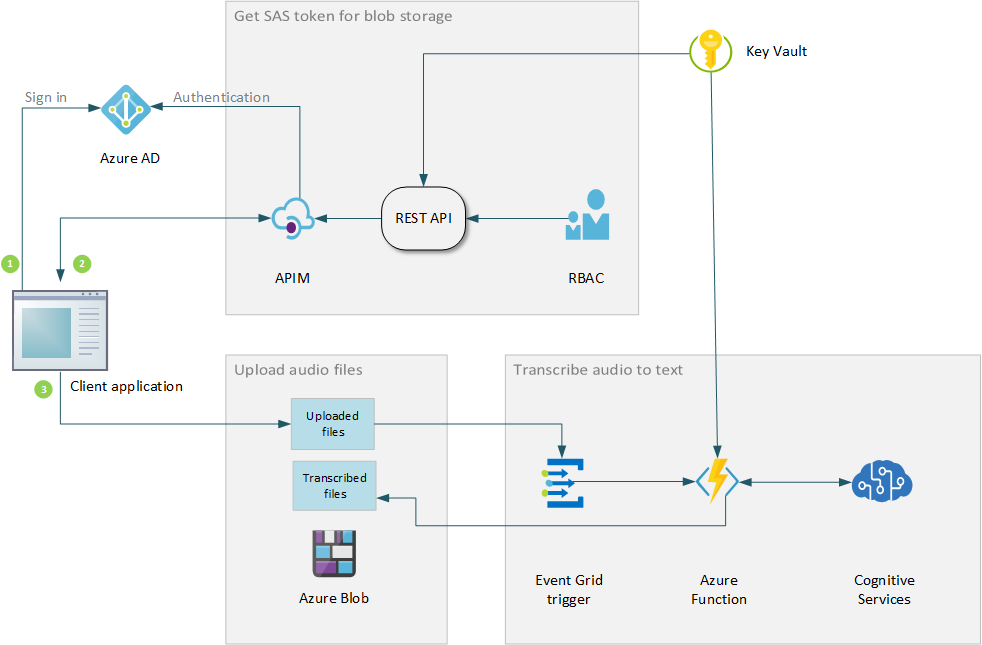 Get SAS token for blob storage
Key Vault
Sign in
Authentication
Azure AD
REST API
APIM
RBAC
1
2
3
Client application
Upload audio files
Uploaded
files
Transcribed
files
Azure Blob
Transcribe audio to text
Event Grid
trigger
Azure
Function
Cognitive
Services